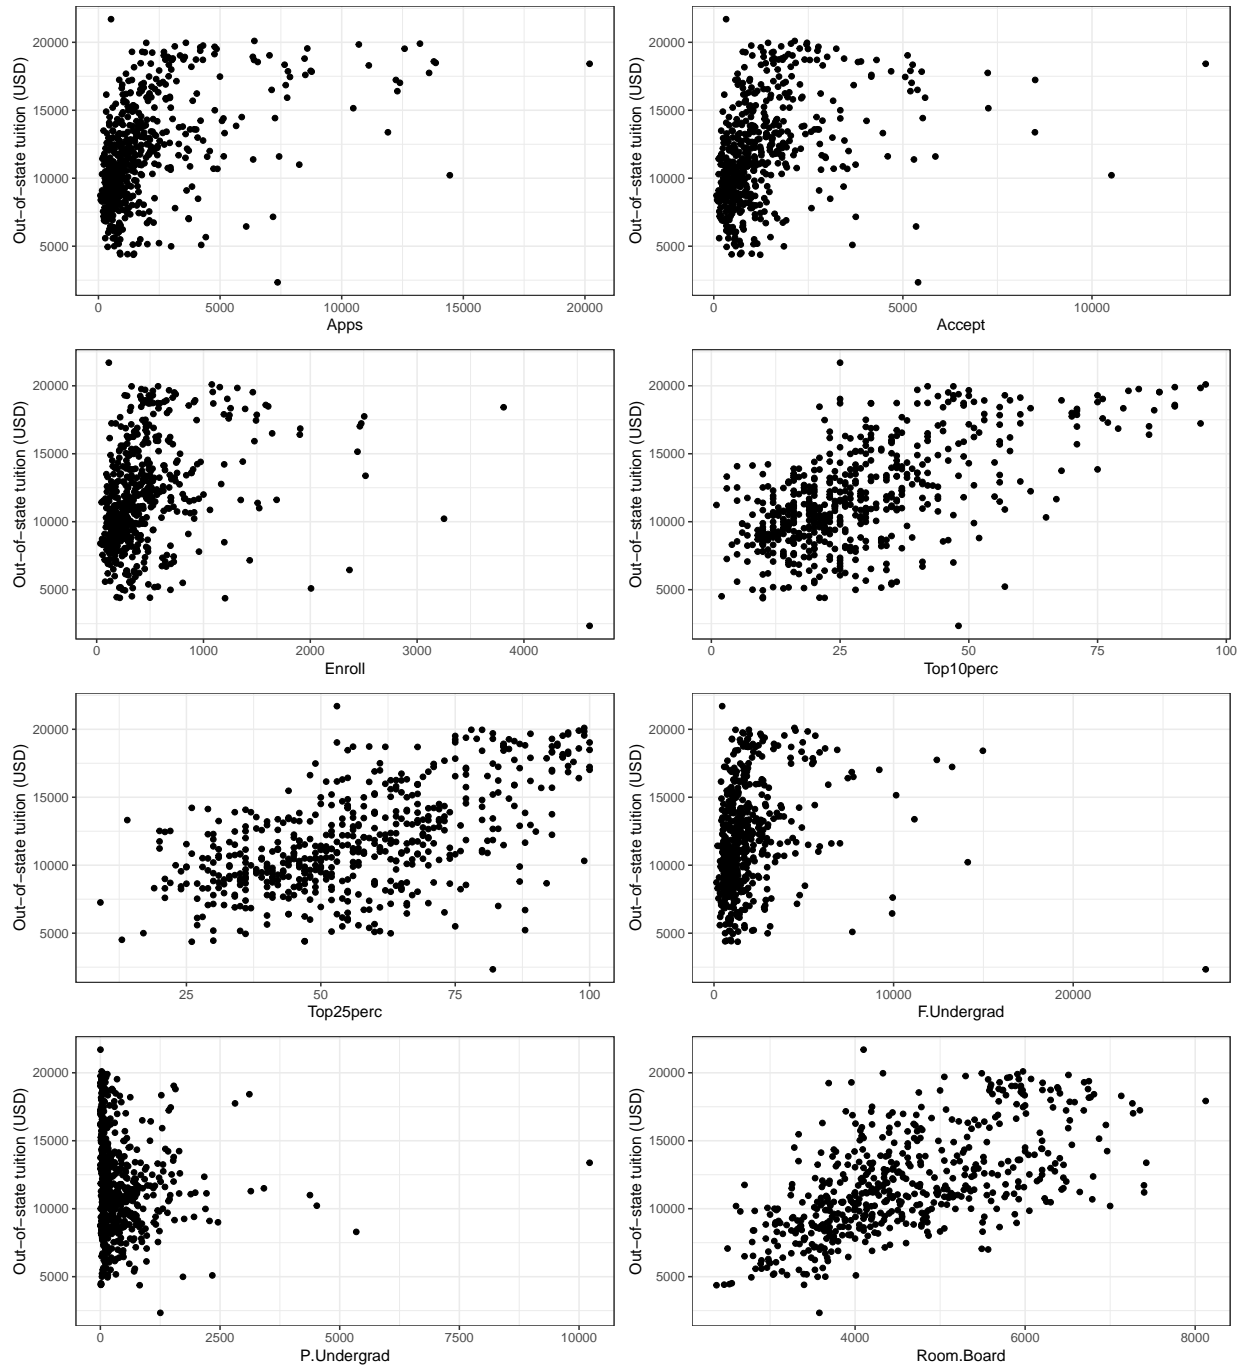 20000
15000
10000
5000
Out−of−state tuition (USD)
0 5000 10000 15000 20000
Apps
20000
15000
10000
5000
Out−of−state tuition (USD)
0 5000 10000
Accept
20000
15000
10000
5000
Out−of−state tuition (USD)
0 1000 2000 3000 4000
Enroll
20000
15000
10000
5000
Out−of−state tuition (USD)
0 25 50 75 100
Top10perc
20000
15000
10000
5000
Out−of−state tuition (USD)
25 50 75 100
Top25perc
20000
15000
10000
5000
Out−of−state tuition (USD)
0 10000 20000
F.Undergrad
20000
15000
10000
5000
Out−of−state tuition (USD)
0 2500 5000 7500 10000
P.Undergrad
20000
15000
10000
5000
Out−of−state tuition (USD)
4000 6000 8000
Room.Board